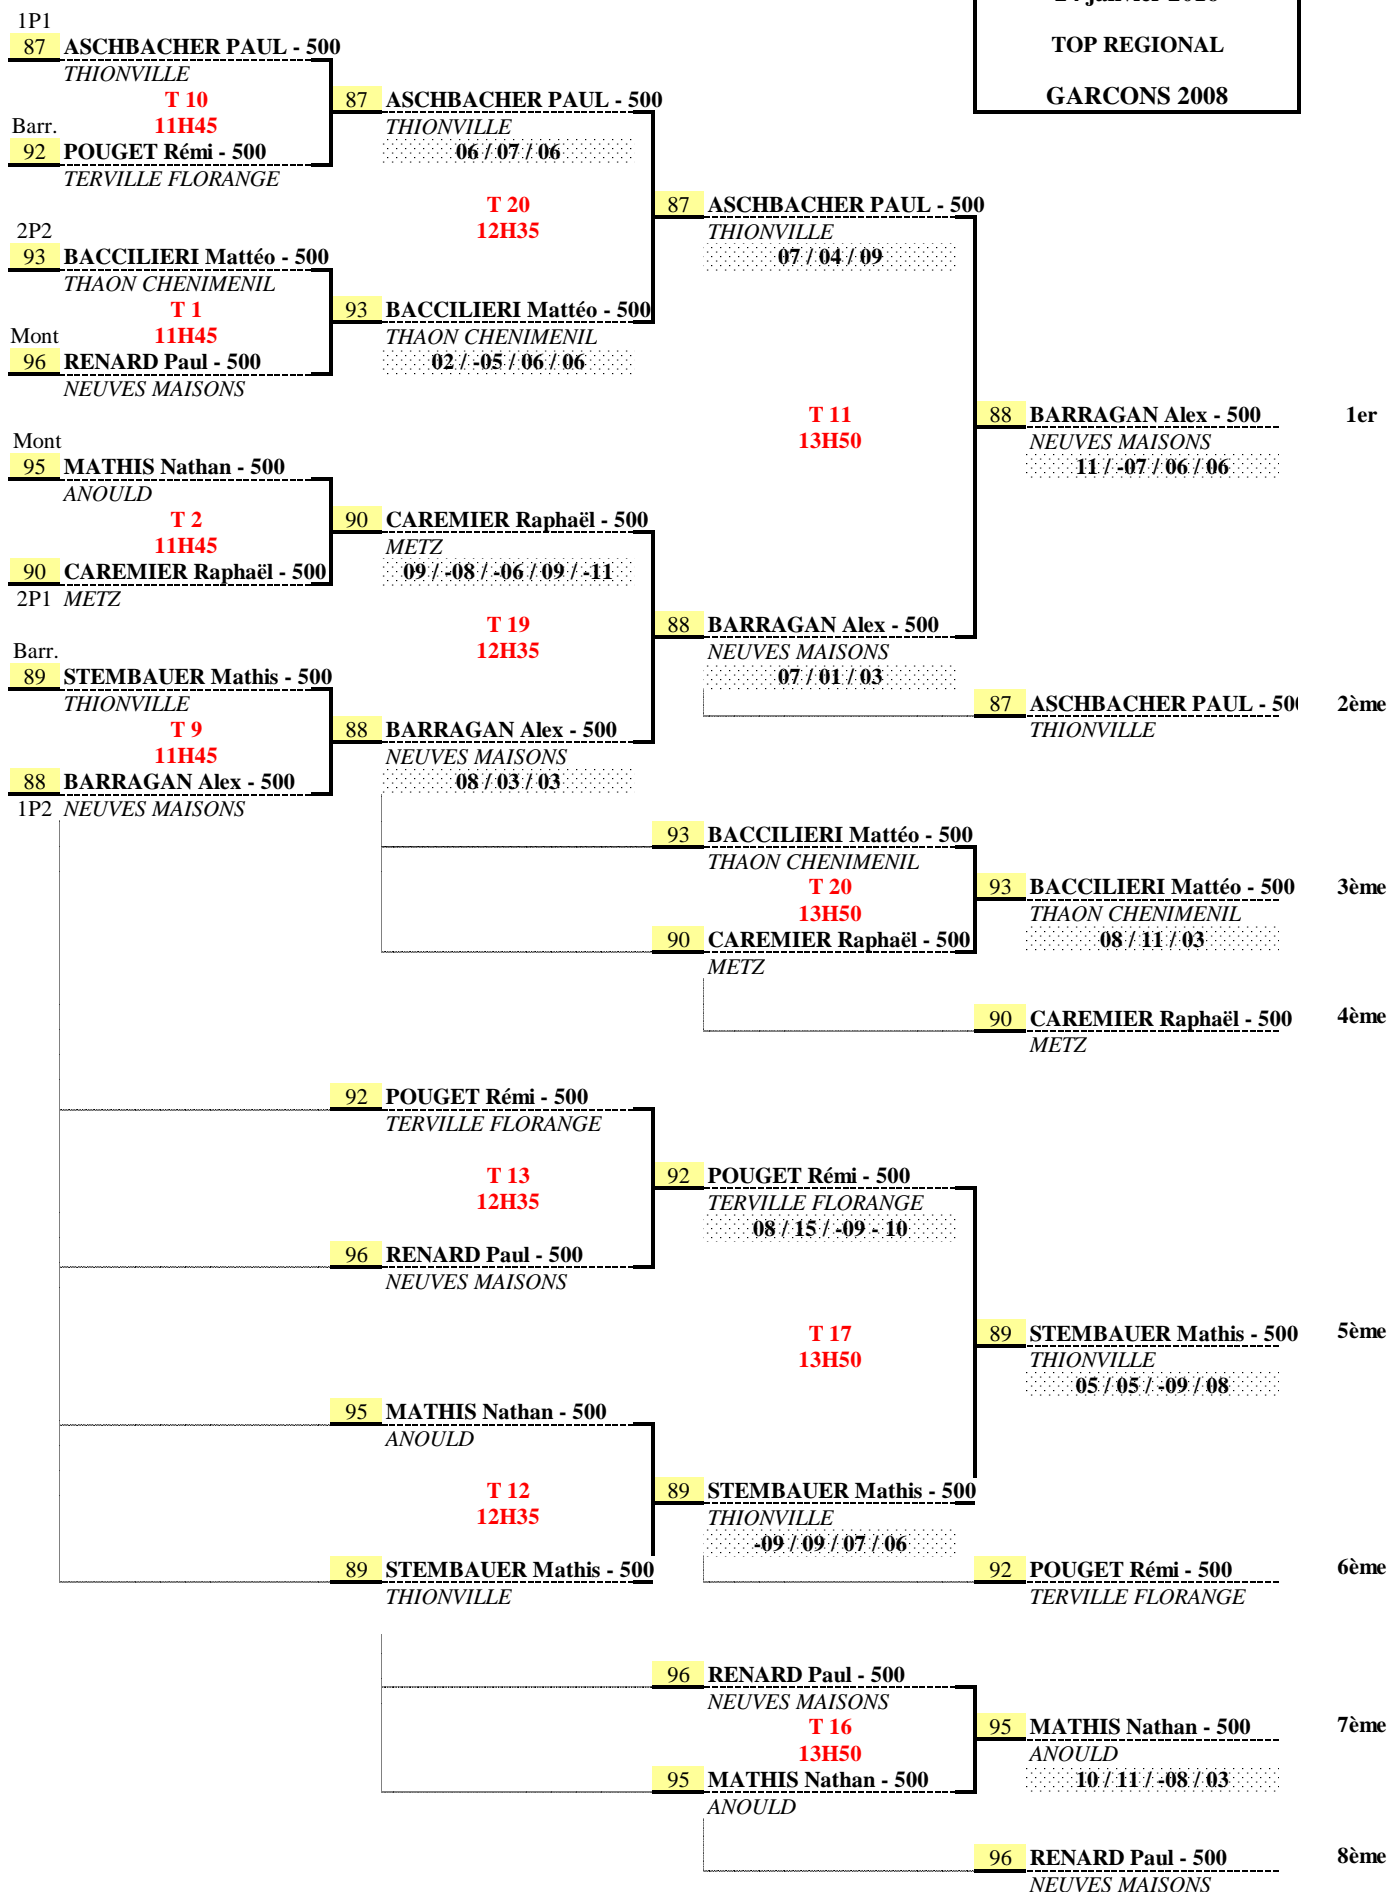 TOP REGIONAL
GARCONS 2008
1P1
87 ASCHBACHER PAUL - 500
THIONVILLE
T 10
11H45
Barr.
92 POUGET Rémi - 500
TERVILLE FLORANGE
2P2
93 BACCILIERI Mattéo - 500
THAON CHENIMENIL
T 1
11H45
Mont
96 RENARD Paul - 500
NEUVES MAISONS
Mont
95 MATHIS Nathan - 500
ANOULD
T 2
11H45
90 CAREMIER Raphaël - 500
2P1 METZ
Barr.
89 STEMBAUER Mathis - 500
THIONVILLE
T 9
11H45
88 BARRAGAN Alex - 500
1P2 NEUVES MAISONS
87 ASCHBACHER PAUL - 500
THIONVILLE
06 / 07 / 06
T 20
12H35
93 BACCILIERI Mattéo - 500
THAON CHENIMENIL
02 / -05 / 06 / 06
90 CAREMIER Raphaël - 500
METZ
09 / -08 / -06 / 09 / -11
T 19
12H35
88 BARRAGAN Alex - 500
NEUVES MAISONS
08 / 03 / 03
87 ASCHBACHER PAUL - 500
THIONVILLE
07 / 04 / 09
T 11
13H50
88 BARRAGAN Alex - 500
NEUVES MAISONS
07 / 01 / 03
88 BARRAGAN Alex - 500 1er
NEUVES MAISONS
11 / -07 / 06 / 06
87 ASCHBACHER PAUL - 500 2ème
THIONVILLE
93 BACCILIERI Mattéo - 500
THAON CHENIMENIL
T 20
13H50
90 CAREMIER Raphaël - 500
METZ
93 BACCILIERI Mattéo - 500 3ème
THAON CHENIMENIL
08 / 11 / 03
90 CAREMIER Raphaël - 500 4ème
METZ
92 POUGET Rémi - 500
TERVILLE FLORANGE
T 13
12H35
96 RENARD Paul - 500
NEUVES MAISONS
95 MATHIS Nathan - 500
ANOULD
T 12
12H35
89 STEMBAUER Mathis - 500
THIONVILLE
92 POUGET Rémi - 500
TERVILLE FLORANGE
08 / 15 / -09 - 10
T 17
13H50
89 STEMBAUER Mathis - 500
THIONVILLE
-09 / 09 / 07 / 06
89 STEMBAUER Mathis - 500 5ème
THIONVILLE
05 / 05 / -09 / 08
92 POUGET Rémi - 500 6ème
TERVILLE FLORANGE
96 RENARD Paul - 500
NEUVES MAISONS
T 16
13H50
95 MATHIS Nathan - 500
ANOULD
95 MATHIS Nathan - 500 7ème
ANOULD
10 / 11 / -08 / 03
96 RENARD Paul - 500 8ème
NEUVES MAISONS